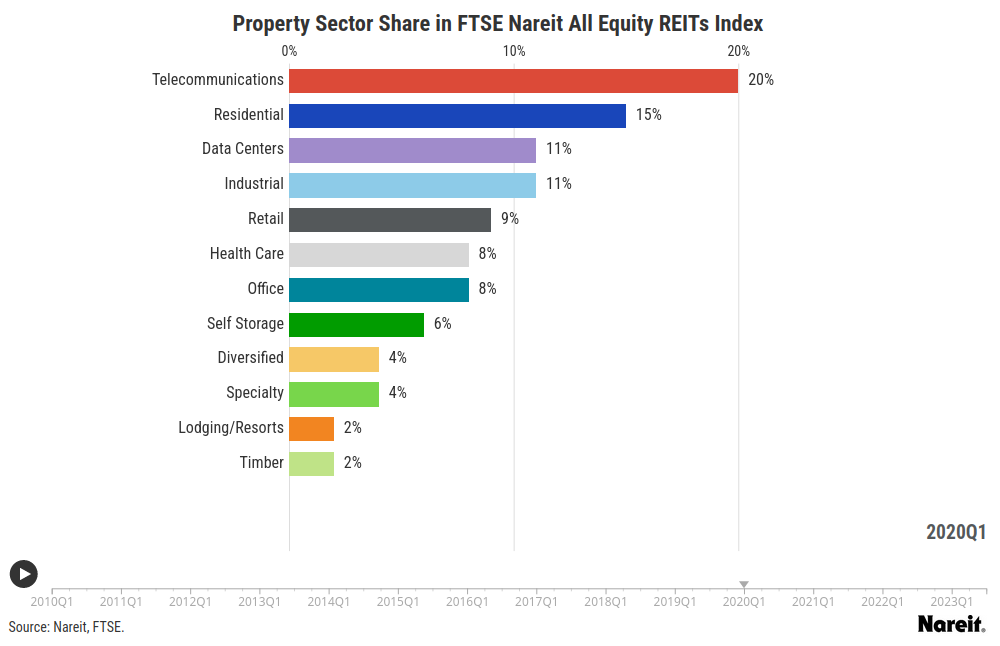 Property Sector Share in FTSE Nareit All Equity REITs Index
0% 10% 20%
Telecommunications 20%
Residential 15%
Data Centers 11%
Industrial 11%
Retail 9%
Health Care 8%
Office 8%
Self Storage 6%
Diversified 4%
Specialty 4%
Lodging/Resorts 2%
Timber 2%
2020Q1
2010Q1 2011Q1 2012Q1 2013Q1 2014Q1 2015Q1 2016Q1 2017Q1 2018Q1 2019Q1 2020Q1 2021Q1 2022Q1 2023Q1
Source: Nareit, FTSE.
Nareit®